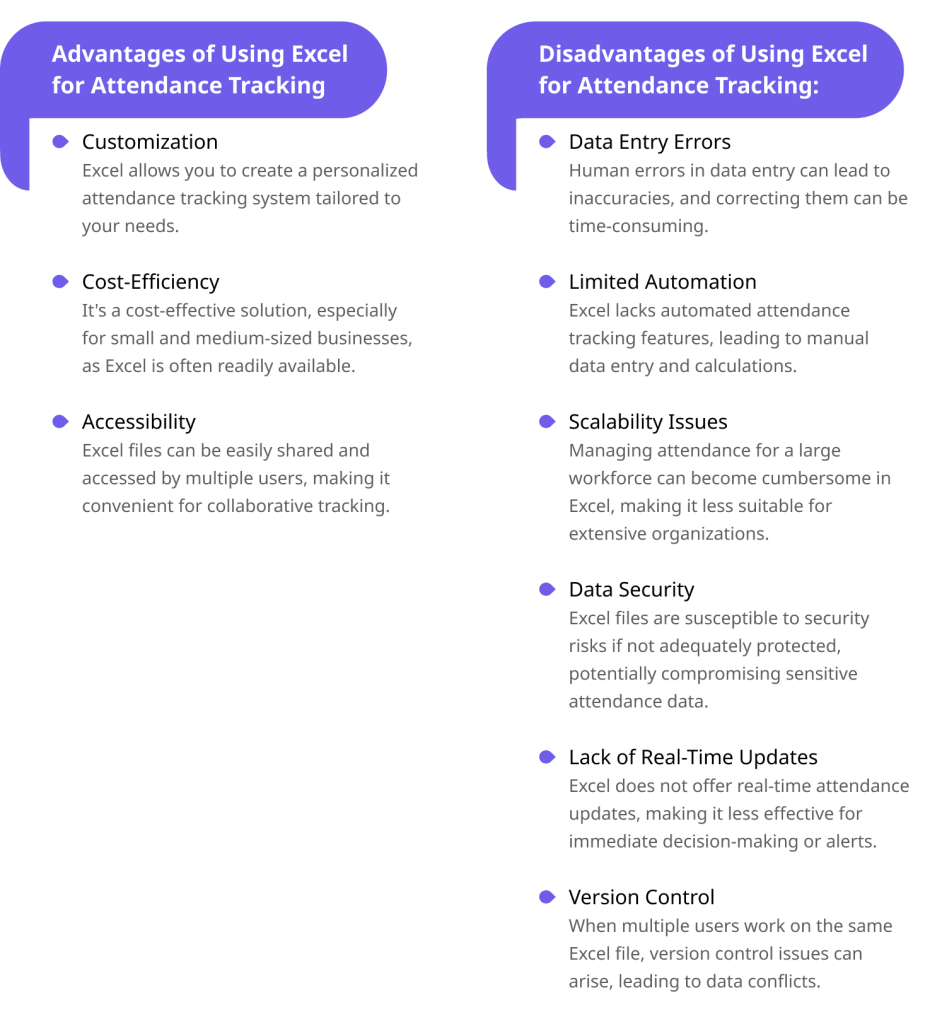 Advantages of Using Excel
for Attendance Tracking
Customization
Excel allows you to create a personalized
attendance tracking system tailored to
your needs.
Cost-Efficiency
It's a cost-effective solution, especially
for small and medium-sized businesses,
as Excel is often readily available.
Accessibility
Excel files can be easily shared and
accessed by multiple users, making it
convenient for collaborative tracking.
Disadvantages of Using Excel
for Attendance Tracking:
Data Entry Errors
Human errors in data entry can lead to
inaccuracies, and correcting them can be
time-consuming.
Limited Automation
Excel lacks automated attendance
tracking features, leading to manual
data entry and calculations.
Scalability Issues
Managing attendance for a large
workforce can become cumbersome in
Excel, making it less suitable for
extensive organizations.
Data Security
Excel files are susceptible to security
risks if not adequately protected,
potentially compromising sensitive
attendance data.
Lack of Real-Time Updates
Excel does not offer real-time attendance
updates, making it less effective for
immediate decision-making or alerts.
Version Control
When multiple users work on the same
Excel file, version control issues can
arise, leading to data conflicts.